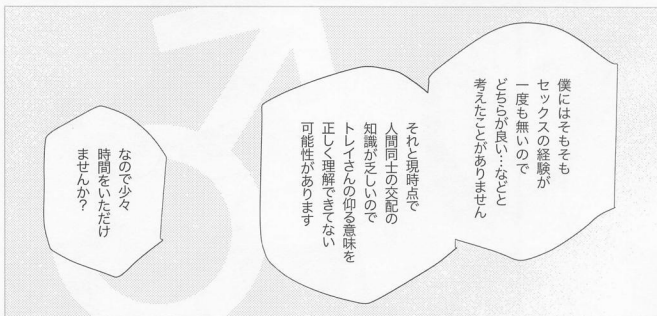 僕にはそもそも
セックスの経験が
一度も無いので
どちらが良い…などと
考えたことがありません
それと現時点で
人間同士の交配の
知識が乏しいので
トレイさんの仰る意味を
正しく理解できてない
可能性があります
なので少々
時間をいただけ
ませんか?